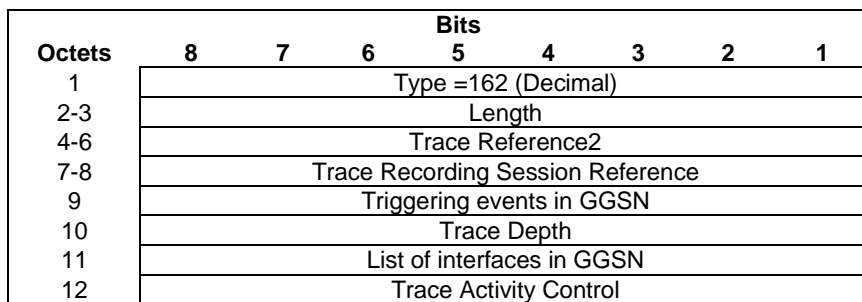 Bits
Octets 8 7 6 5 4 3 2 1
1 Type =162 (Decimal)
2-3 Length
4-6 Trace Reference2
7-8 Trace Recording Session Reference
9 Triggering events in GGSN
10 Trace Depth
11 List of interfaces in GGSN
12 Trace Activity Control